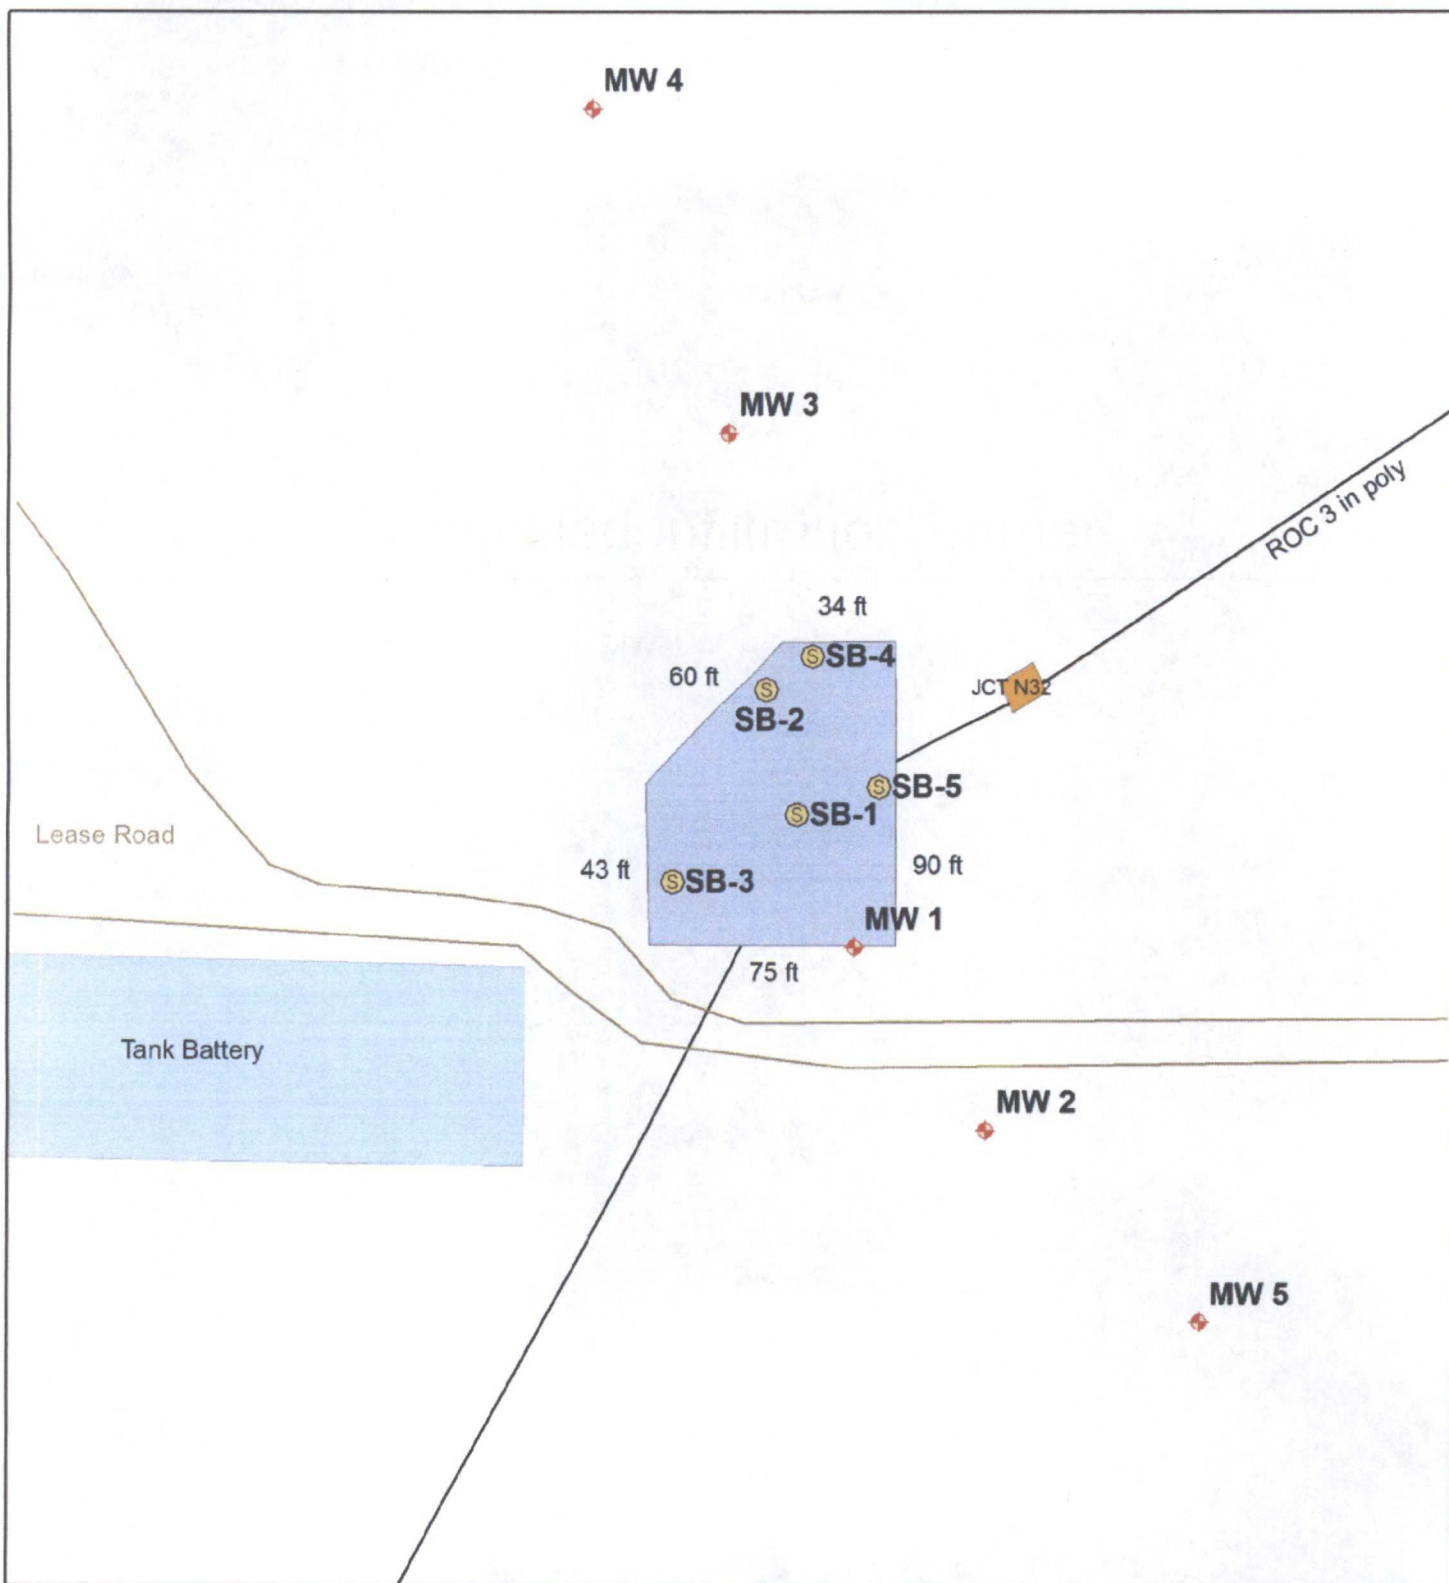 MW 4
MW 3
ROC 3 in poly
34 ft
SB-4
60 ft
JCT N32
SB-2
SB-5
SB-1
Lease Road
43 ft
SB-3
90 ft
MW 1
75 ft
Tank Battery
MW 2
MW 5